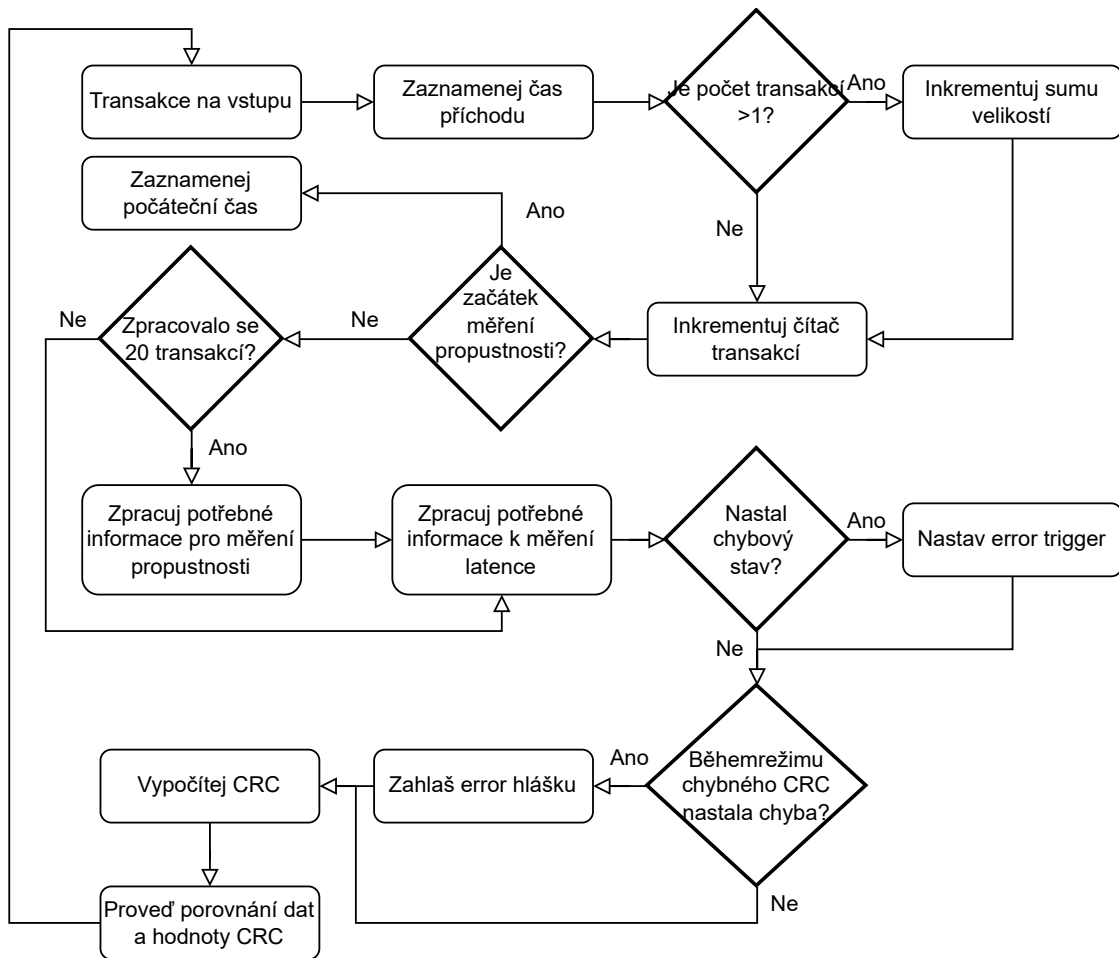 Transakce na vstupu
Zaznamenej čas
příchodu
Je počet transakcí
>1?
Ano
Inkrementuj sumu
velikostí
Zaznamenej
počáteční čas
Ano
Ne
Je
začátek
měření
propustnosti?
Ne
Zpracovalo se
20 transakcí?
Ne
Inkrementuj čítač
transakcí
Ano
Zpracuj potřebné
informace pro měření
propustnosti
Zpracuj potřebné
informace k měření
latence
Nastal
chybový
stav?
Ano
Nastav error trigger
Ne
Běhemrežimu
chybného CRC
nastala chyba?
Ano
Zahlaš error hlášku
Vypočítej CRC
Ne
Proveď porovnání dat
a hodnoty CRC